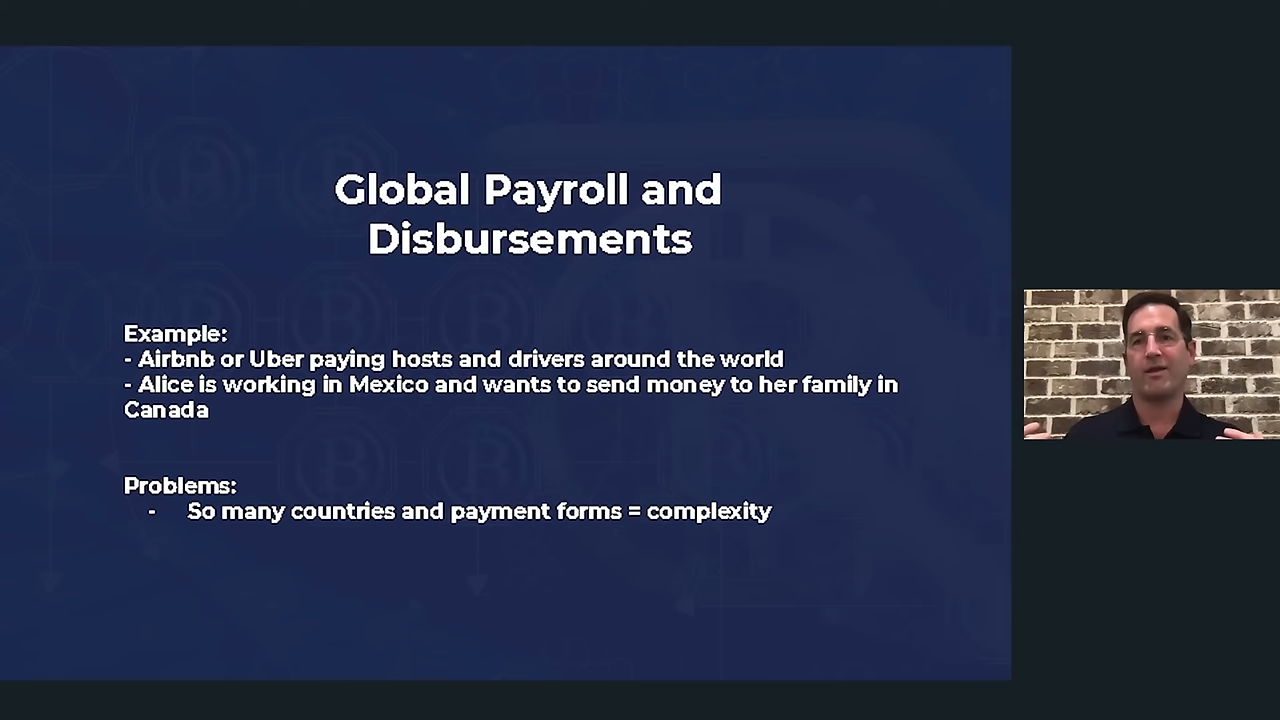 Global Payroll and
Disbursements
Example:
- Airbnb or Uber paying hosts and drivers around the world
- Alice is working in Mexico and wants to send money to her family in
Canada
Problems:
- So many countries and payment forms = complexity